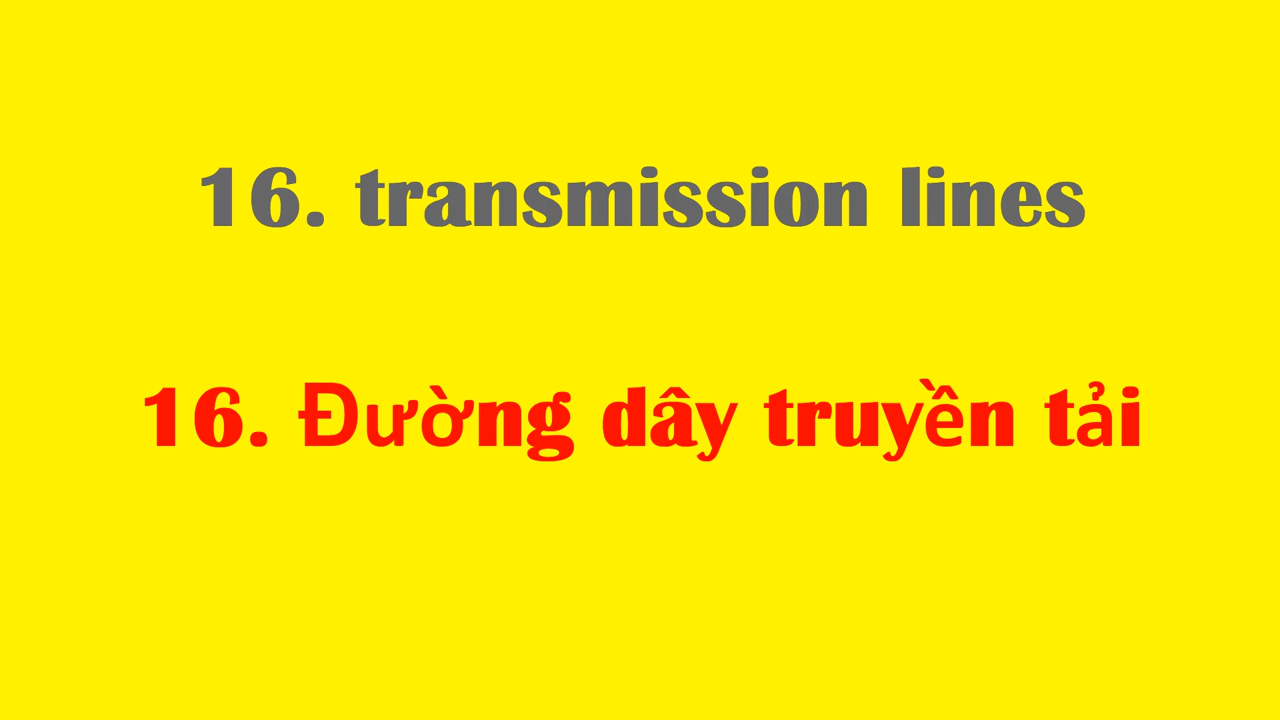 16. transmission lines
16. Đường dây truyền tải